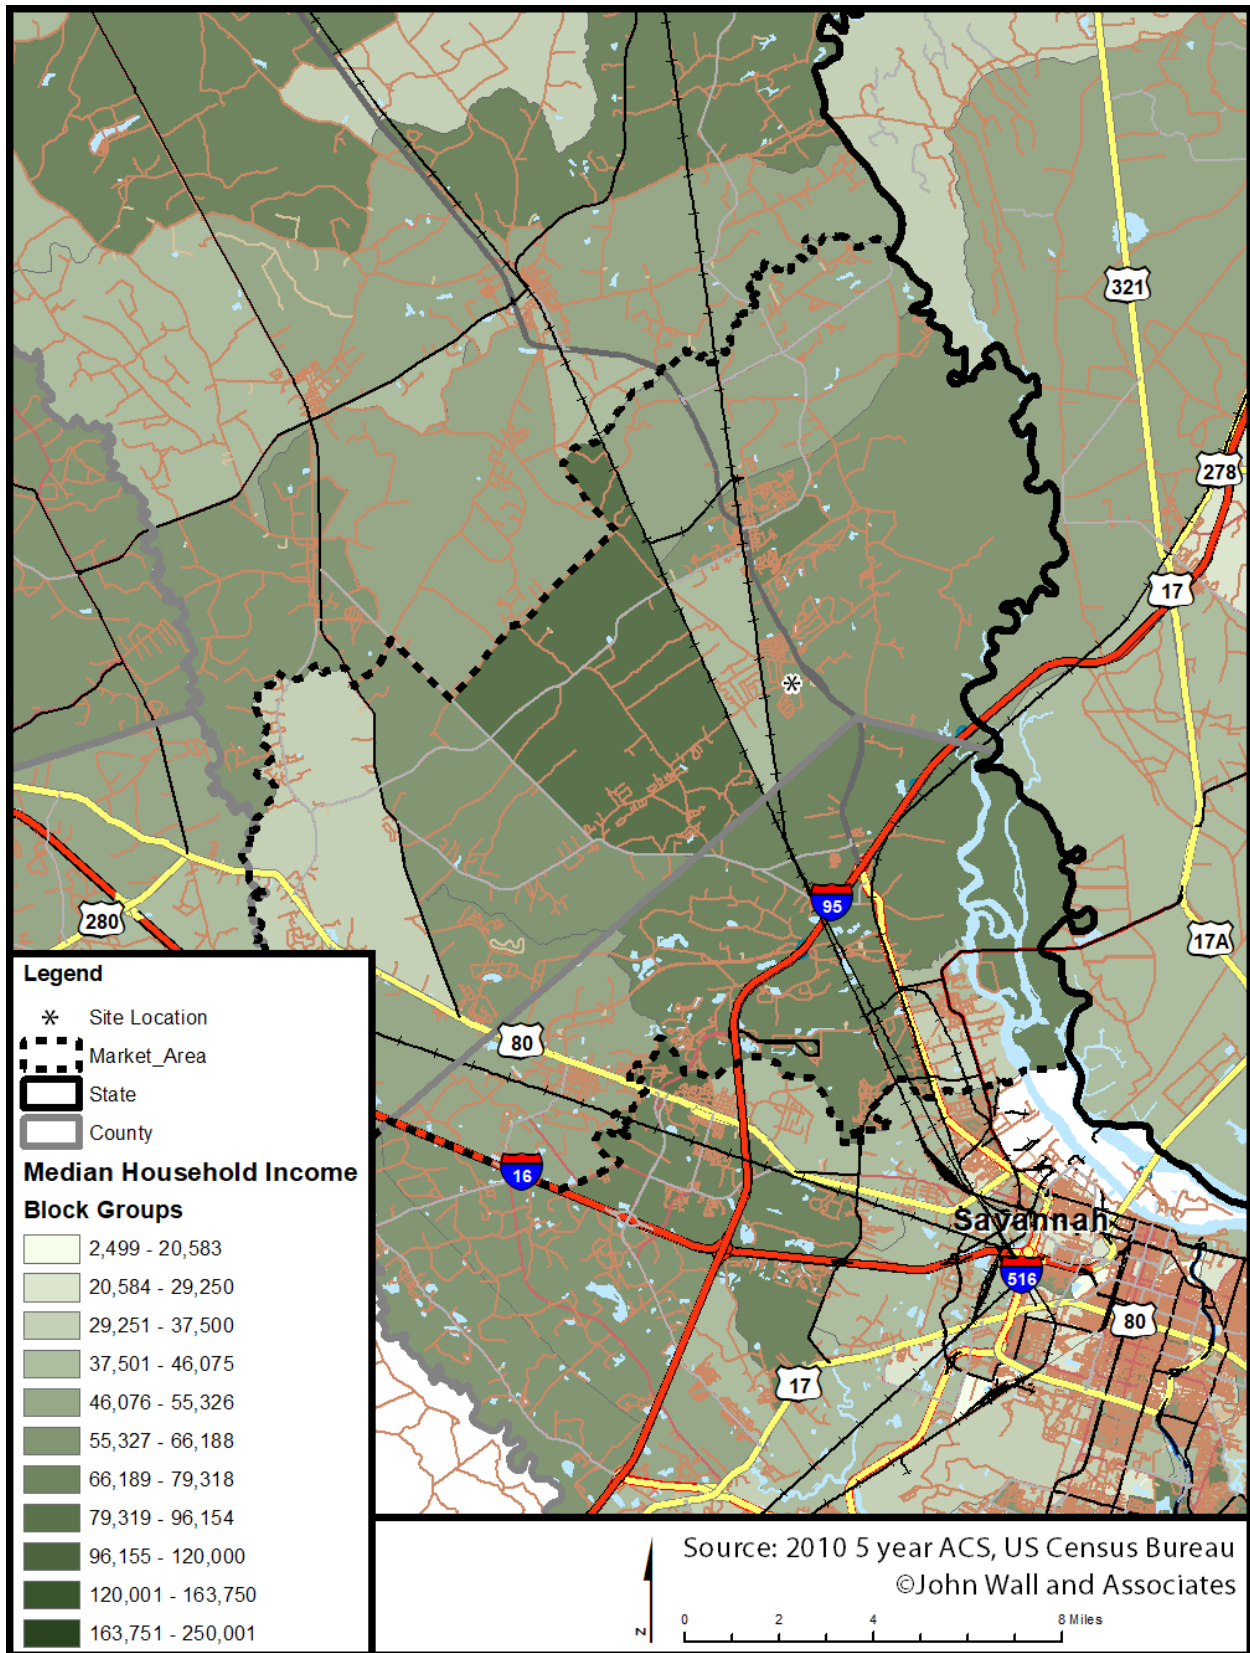 321
278
17
95
280
17A
80
16
Savannah
516
80
17
Legend
Site Location
Market_Area
State
County
Median Household Income
Block Groups
2,499 - 20,583
20,584 - 29,250
29,251 - 37,500
37,501 - 46,075
46,076 - 55,326
55,327 - 66,188
66,189 - 79,318
79,319 - 96,154
96,155 - 120,000
120,001 - 163,750
163,751 - 250,001
Source: 2010 5 year ACS, US Census Bureau
©John Wall and Associates
N
0 2 4 8 Miles